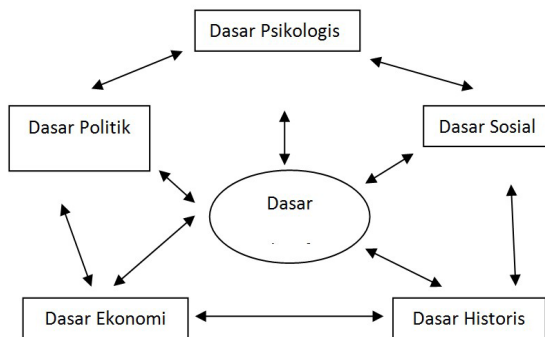 Dasar Psikologis
Dasar Politik
Dasar Sosial
Dasar
Dasar Ekonomi
Dasar Historis